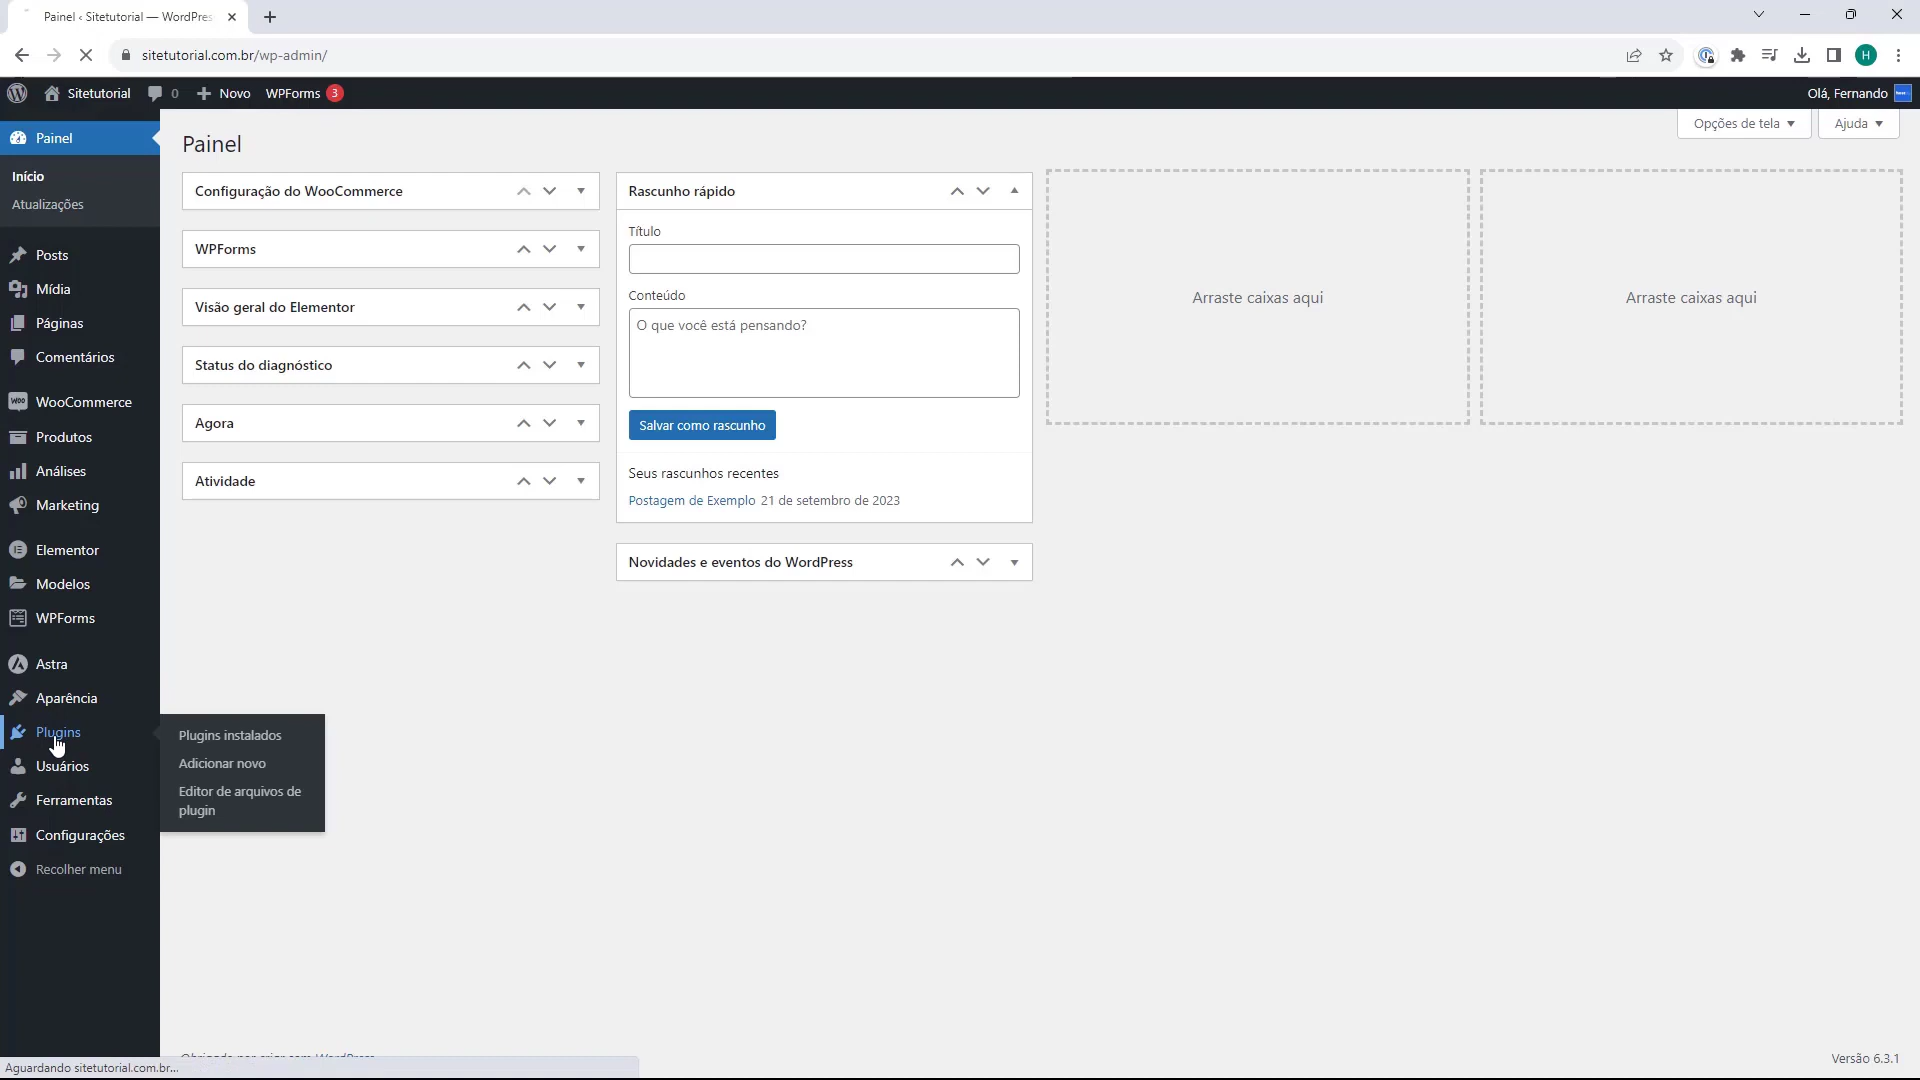 Painel ‹ Sitetutorial — WordPres
sitetutorial.com.br/wp-admin/
H
Sitetutorial
0
Novo
WPForms
3
Olá, Fernando
Opções de tela
Ajuda
Painel
Início
Atualizações
Posts
Mídia
Páginas
Comentários
WooCommerce
Produtos
Análises
Marketing
Elementor
Modelos
WPForms
Astra
Aparência
Plugins
Usuários
Ferramentas
Configurações
Recolher menu
Plugins instalados
Adicionar novo
Editor de arquivos de
plugin
Painel
Configuração do WooCommerce
WPForms
Visão geral do Elementor
Status do diagnóstico
Agora
Atividade
Rascunho rápido
Título
Conteúdo
O que você está pensando?
Salvar como rascunho
Seus rascunhos recentes
Postagem de Exemplo 21 de setembro de 2023
Novidades e eventos do WordPress
Arraste caixas aqui
Arraste caixas aqui
Versão 6.3.1
Aguardando sitetutorial.com.br...